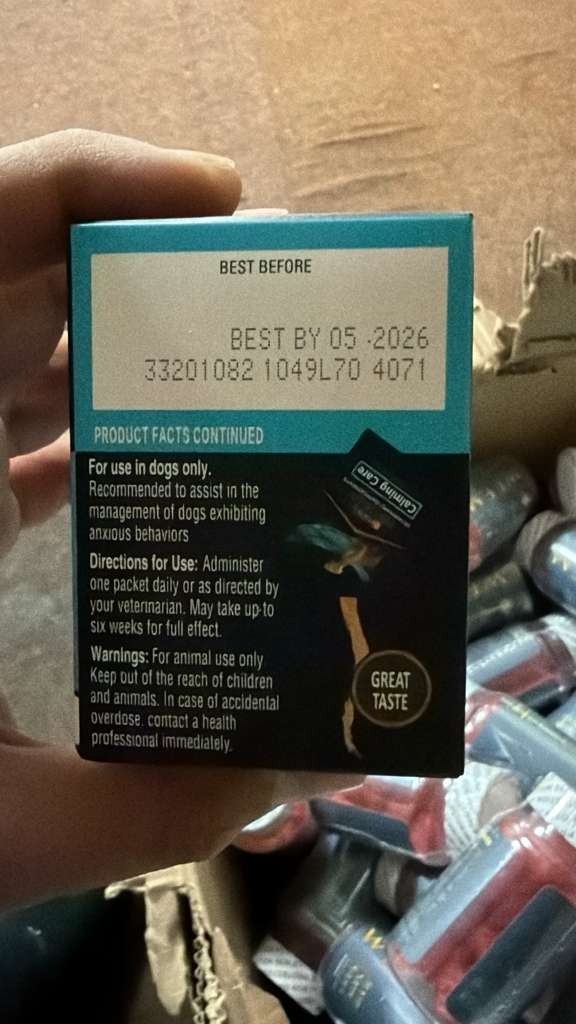 BEST BEFORE
BEST BY 05 2026
33201082 1049L70 4071
PRODUCT FACTS CONTINUED
For use in dogs only.
Recommended to assist in the
management of dogs exhibiting
anxious behaviors
Calming Care
Directions for Use: Administer
one packet daily or as directed by
your veterinarian. May take up to
six weeks for full effect.
Warnings: For animal use only
Keep out of the reach of children
and animals. In case of accidental
overdose, contact a health
professional immediately.
GREAT
TASTE